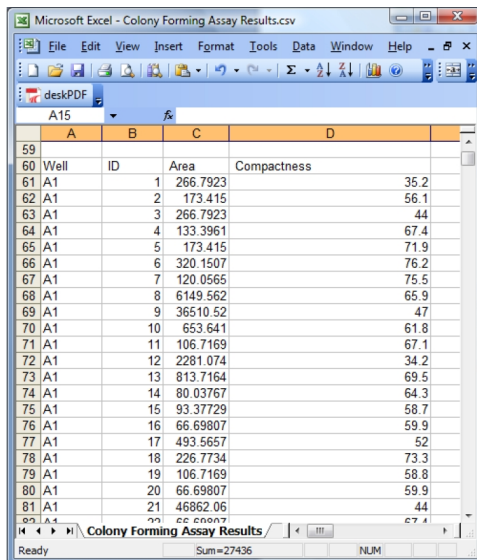 Microsoft Excel - Colony Forming Assay Results.csv
File Edit View Insert Format Tools Data Window Help
deskPDF
A15 fx
A B C D
59
60 Well ID Area Compactness
61 A1 1 266.7923 35.2
62 A1 2 173.415 56.1
63 A1 3 266.7923 44
64 A1 4 133.3961 67.4
65 A1 5 173.415 71.9
66 A1 6 320.1507 76.2
67 A1 7 120.0565 75.5
68 A1 8 6149.562 65.9
69 A1 9 36510.52 47
70 A1 10 653.641 61.8
71 A1 11 106.7169 67.1
72 A1 12 2281.074 34.2
73 A1 13 813.7164 69.5
74 A1 14 80.03767 64.3
75 A1 15 93.37729 58.7
76 A1 16 66.69807 59.9
77 A1 17 493.5657 52
78 A1 18 226.7734 73.3
79 A1 19 106.7169 58.8
80 A1 20 66.69807 59.9
81 A1 21 46862.06 44
82 A1 22 66.69807 67.4
Colony Forming Assay Results
Ready Sum=27436 NUM